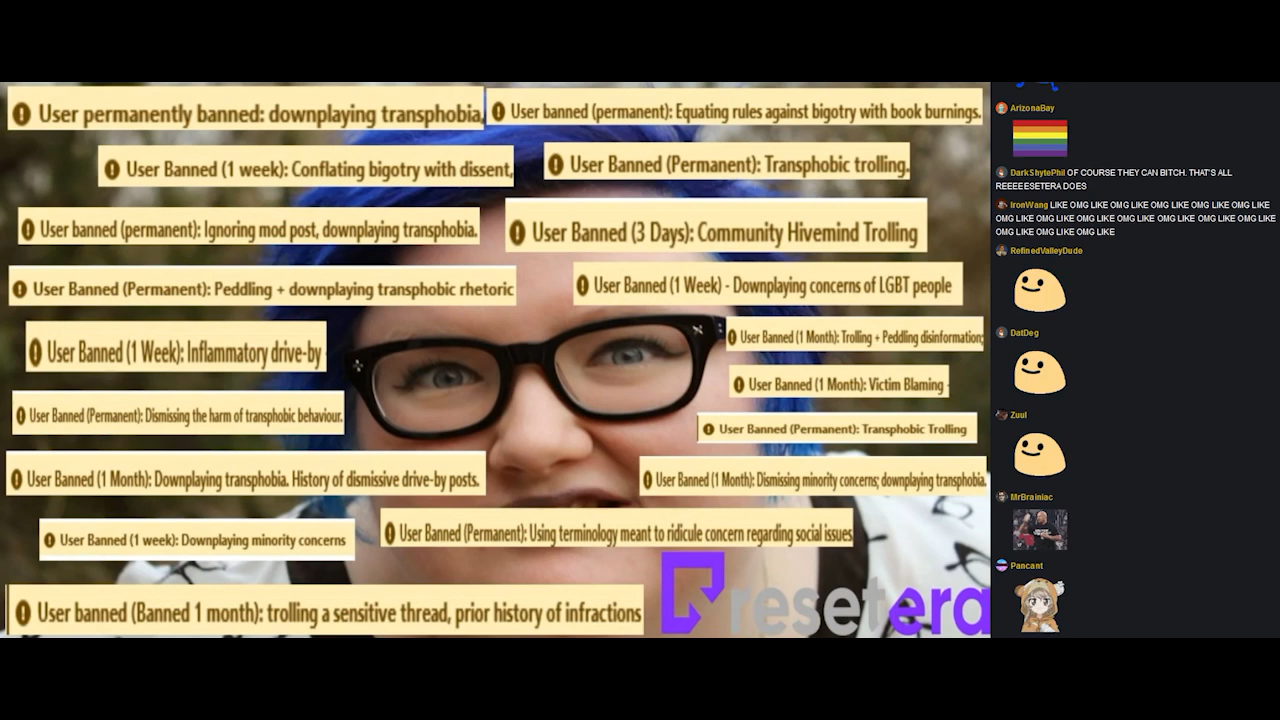 User permanently banned: downplaying transphobia,
User banned (permanent): Equating rules against bigotry with book burnings.
User Banned (1 week): Conflating bigotry with dissent,
User Banned (Permanent): Transphobic trolling.
User banned (permanent): Ignoring mod post, downplaying transphobia.
User Banned (3 Days): Community Hivemind Trolling
User Banned (Permanent): Peddling + downplaying transphobic rhetoric
User Banned (1 Week) - Downplaying concerns of LGBT people
User Banned (1 Week): Inflammatory drive-by
User Banned (1 Month): Trolling + Peddling disinformation;
User Banned (1 Month): Victim Blaming -
User Banned (Permanent): Dismissing the harm of transphobic behaviour.
User Banned (Permanent): Transphobic Trolling
User Banned (1 Month): Downplaying transphobia. History of dismissive drive-by posts.
User Banned (1 Month): Dismissing minority concerns; downplaying transphobia.
User Banned (1 week): Downplaying minority concerns
User Banned (Permanent): Using terminology meant to ridicule concern regarding social issues
User banned (Banned 1 month): trolling a sensitive thread, prior history of infractions
resetera
ArizonaBay
DarkShytePhil OF COURSE THEY CAN BITCH. THAT'S ALL
REEEEESETERA DOES
IronWang LIKE OMG LIKE OMG LIKE OMG LIKE OMG LIKE OMG LIKE
OMG LIKE OMG LIKE OMG LIKE OMG LIKE OMG LIKE OMG LIKE OMG LIKE
OMG LIKE OMG LIKE OMG LIKE
RefinedValleyDude
DatDeg
Zuul
MrBrainiac
Pancant